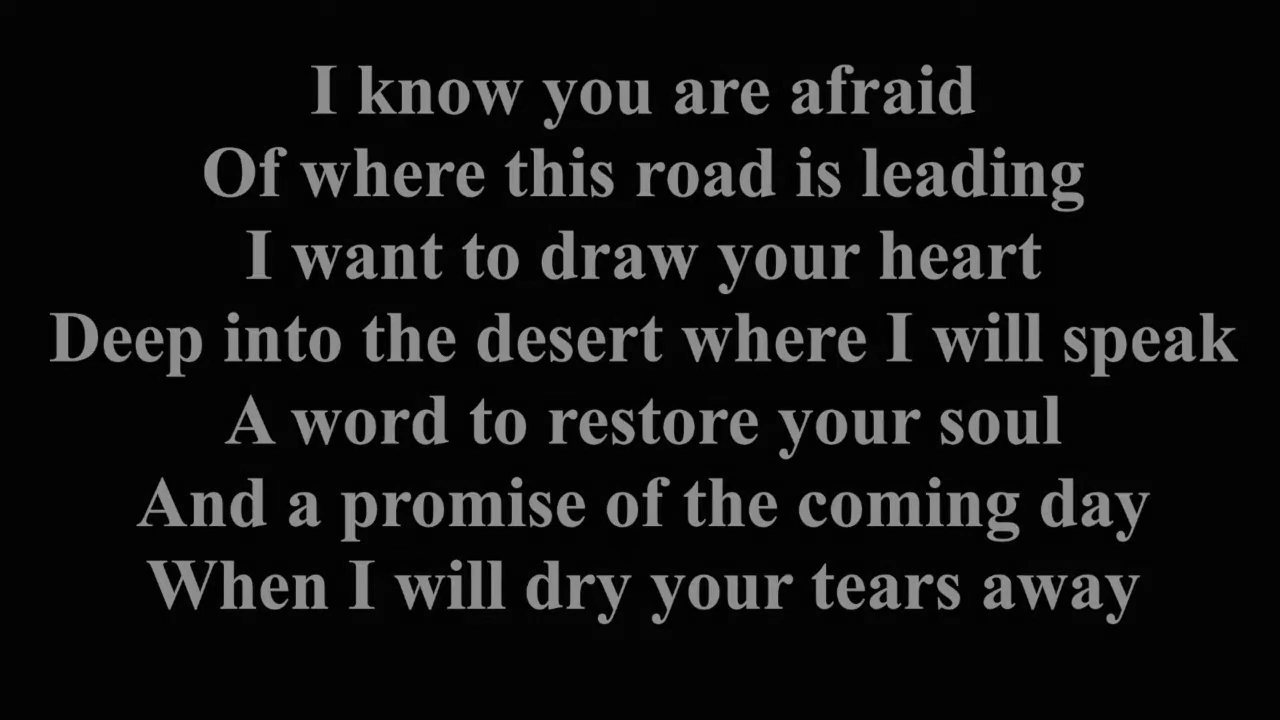 I know you are afraid
Of where this road is leading
I want to draw your heart
Deep into the desert where I will speak
A word to restore your soul
And a promise of the coming day
When I will dry your tears away